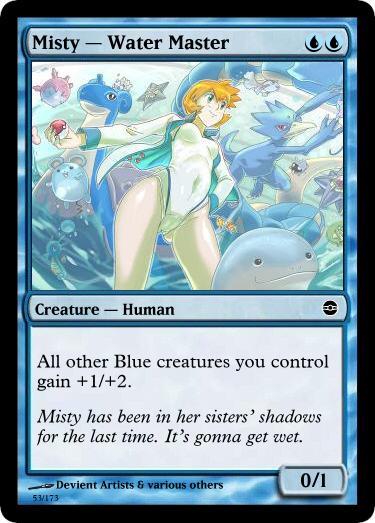 Misty — Water Master
Creature — Human
All other Blue creatures you control
gain +1/+2.
Misty has been in her sisters' shadows
for the last time. It's gonna get wet.
Devient Artists & various others
53/173
0/1